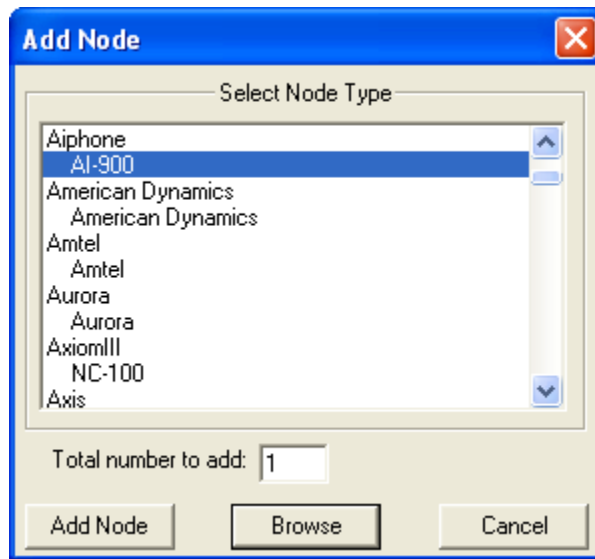 Add Node
Select Node Type
Aiphone
AI-900
American Dynamics
American Dynamics
Amtel
Amtel
Aurora
Aurora
AxiomIII
NC-100
Axis
Total number to add: 1
Add Node Browse Cancel